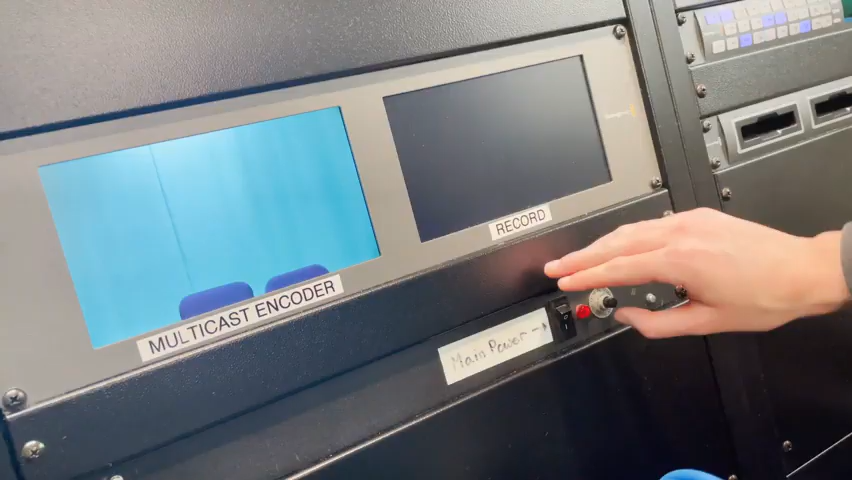 RECORD
MULTICAST ENCODER
Main Power →